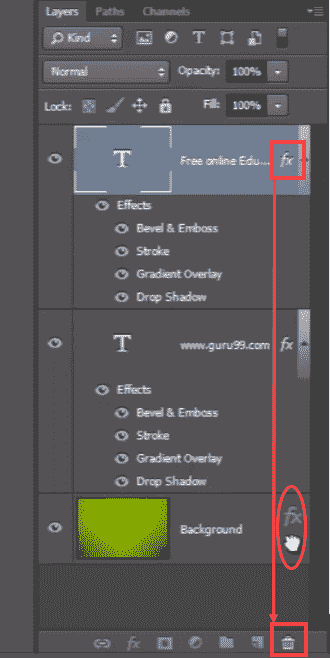 Layers Paths Channels
Kind T
Normal Opacity: 100%
Lock: Fill: 100%
T Free online Edu... fx
Effects
Bevel & Emboss
Stroke
Gradient Overlay
Drop Shadow
T www.guru99.com fx
Effects
Bevel & Emboss
Stroke
Gradient Overlay
Drop Shadow
Background fx
fx